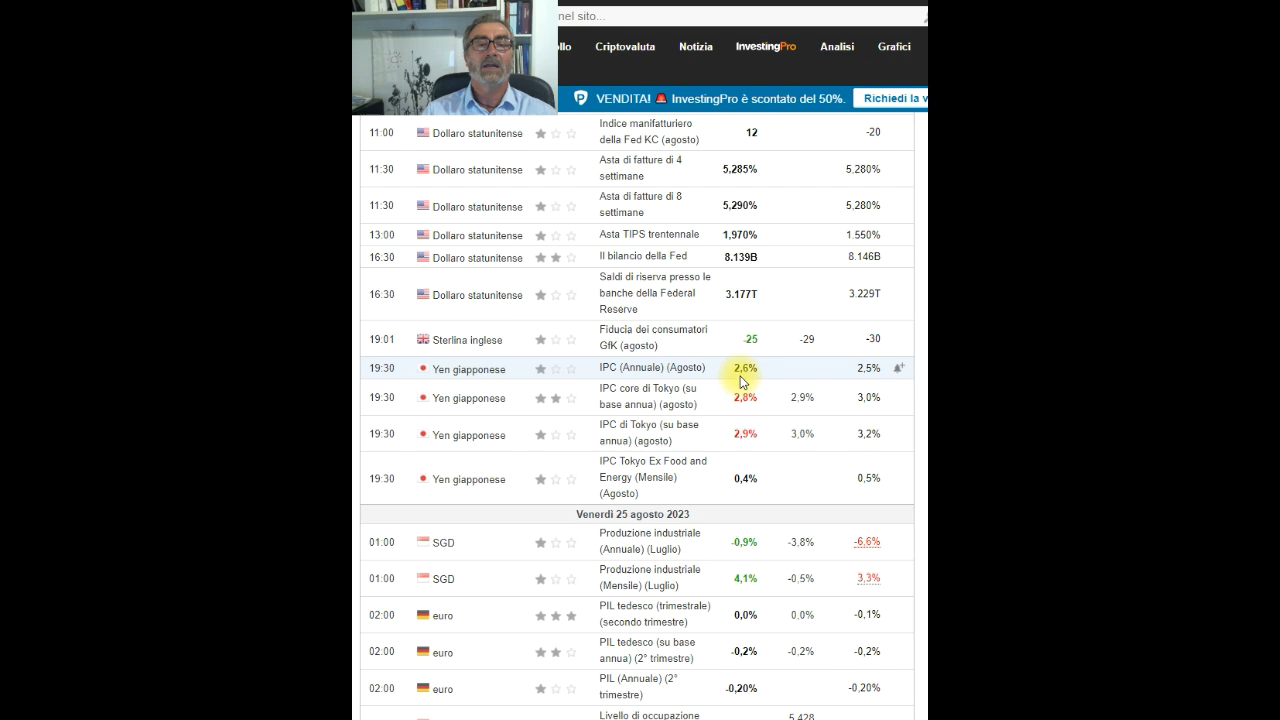 nel sito...
ollo Criptovaluta Notizia InvestingPro Analisi Grafici
VENDITA! 🚨 InvestingPro è scontato del 50%. Richiedi la v
11:00 Dollaro statunitense Indice manifatturiero 12 -20
della Fed KC (agosto)
11:30 Dollaro statunitense Asta di fatture di 4 5,285% 5,280%
settimane
11:30 Dollaro statunitense Asta di fatture di 8 5,290% 5,280%
settimane
13:00 Dollaro statunitense Asta TIPS trentennale 1,970% 1.550%
16:30 Dollaro statunitense Il bilancio della Fed 8.139B 8.146B
16:30 Dollaro statunitense Saldi di riserva presso le 3.177T 3.229T
banche della Federal
Reserve
19:01 Sterlina inglese Fiducia dei consumatori -25 -29 -30
GfK (agosto)
19:30 Yen giapponese IPC (Annuale) (Agosto) 2,6% 2,5%
19:30 Yen giapponese IPC core di Tokyo (su 2,8% 2,9% 3,0%
base annua) (agosto)
19:30 Yen giapponese IPC di Tokyo (su base 2,9% 3,0% 3,2%
annua) (agosto)
19:30 Yen giapponese IPC Tokyo Ex Food and 0,4% 0,5%
Energy (Mensile)
(Agosto)
Venerdì 25 agosto 2023
01:00 SGD Produzione industriale -0,9% -3,8% -6,6%
(Annuale) (Luglio)
01:00 SGD Produzione industriale 4,1% -0,5% 3,3%
(Mensile) (Luglio)
02:00 euro PIL tedesco (trimestrale) 0,0% 0,0% -0,1%
(secondo trimestre)
02:00 euro PIL tedesco (su base -0,2% -0,2% -0,2%
annua) (2° trimestre)
02:00 euro PIL (Annuale) (2° -0,20% -0,20%
trimestre)
Livello di occupazione 5.428